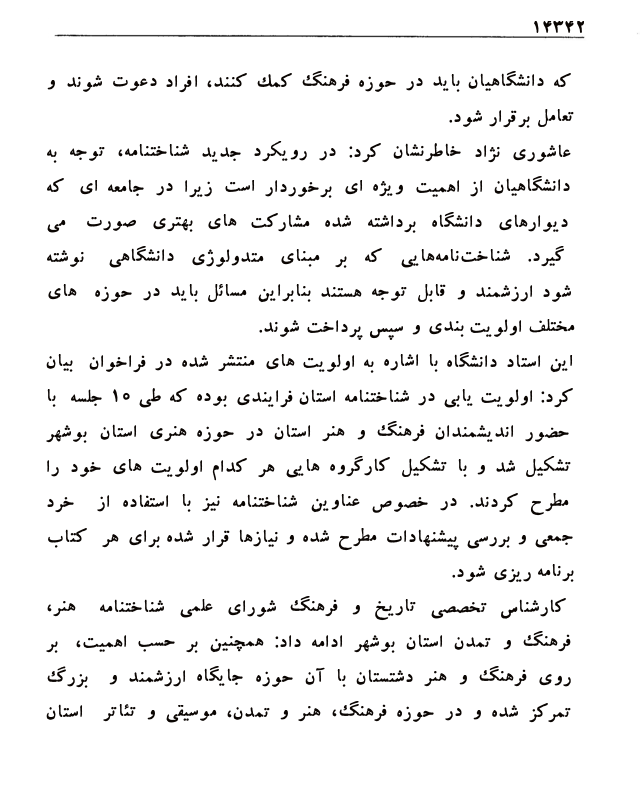 ۱۴۳۴۲
که دانشگاهیان باید در حوزه فرهنگ کمک کنند، افراد دعوت شوند و
تعامل برقرار شود.
عاشوری نژاد خاطرنشان کرد: در رویکرد جدید شناختنامه، توجه به
دانشگاهیان از اهمیت ویژه ای برخوردار است زیرا در جامعه ای که
دیوارهای دانشگاه برداشته شده مشارکت های بهتری صورت می
گیرد. شناخت‌نامه‌هایی که بر مبنای متدولوژی دانشگاهی نوشته
شود ارزشمند و قابل توجه هستند بنابراین مسائل باید در حوزه های
مختلف اولویت بندی و سپس پرداخت شوند.
این استاد دانشگاه با اشاره به اولویت های منتشر شده در فراخوان بیان
کرد: اولویت یابی در شناختنامه استان فرایندی بوده که طی ۱۵ جلسه با
حضور اندیشمندان فرهنگ و هنر استان در حوزه هنری استان بوشهر
تشکیل شد و با تشکیل کارگروه هایی هر کدام اولویت های خود را
مطرح کردند. در خصوص عناوین شناختنامه نیز با استفاده از خرد
جمعی و بررسی پیشنهادات مطرح شده و نیازها قرار شده برای هر کتاب
برنامه ریزی شود.
کارشناس تخصصی تاریخ و فرهنگ شورای علمی شناختنامه هنر،
فرهنگ و تمدن استان بوشهر ادامه داد: همچنین بر حسب اهمیت، بر
روی فرهنگ و هنر دشتستان با آن حوزه جایگاه ارزشمند و بزرگ
تمرکز شده و در حوزه فرهنگ، هنر و تمدن، موسیقی و تئاتر استان